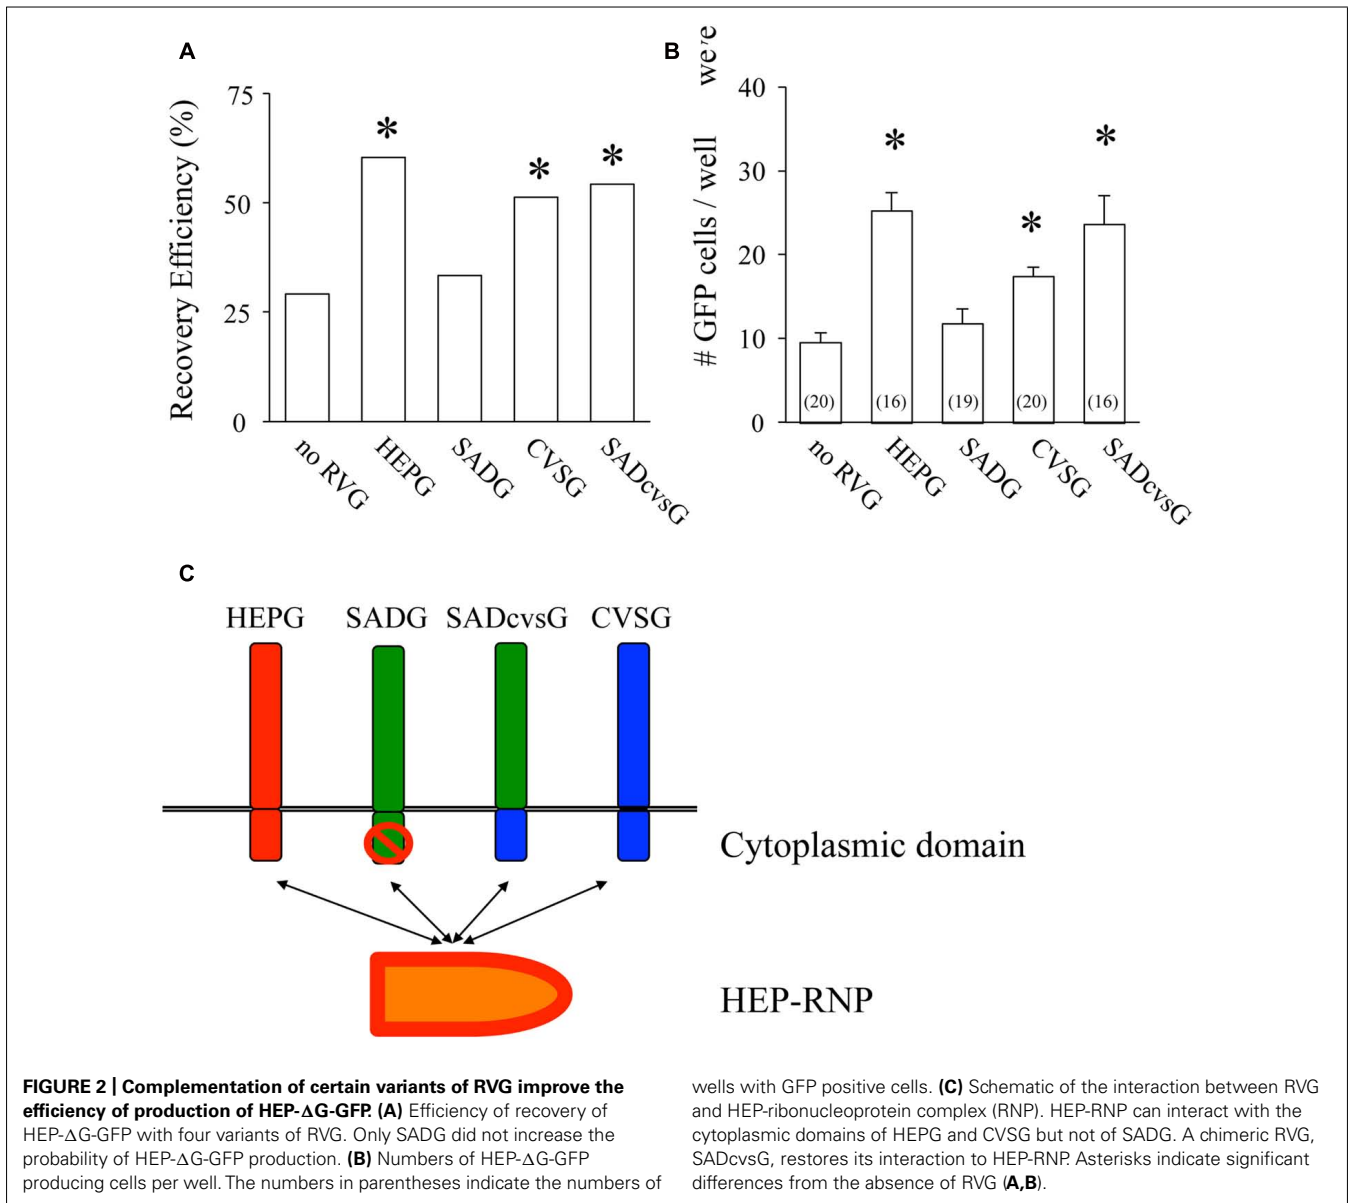 A
Recovery Efficiency (%)
75
50
25
0
*
*
*
no RVG
HEPG
SADG
CVSG
SADcvsG
B
# GFP cells / well
we're
40
30
20
10
0
*
*
*
(20)
(16)
(19)
(20)
(16)
no RVG
HEPG
SADG
CVSG
SADcvsG
C
HEPG SADG SADcvsG CVSG
Cytoplasmic domain
HEP-RNP
FIGURE 2 | Complementation of certain variants of RVG improve the
efficiency of production of HEP-ΔG-GFP. (A) Efficiency of recovery of
HEP-ΔG-GFP with four variants of RVG. Only SADG did not increase the
probability of HEP-ΔG-GFP production. (B) Numbers of HEP-ΔG-GFP
producing cells per well. The numbers in parentheses indicate the numbers of
wells with GFP positive cells. (C) Schematic of the interaction between RVG
and HEP-ribonucleoprotein complex (RNP). HEP-RNP can interact with the
cytoplasmic domains of HEPG and CVSG but not of SADG. A chimeric RVG,
SADcvsG, restores its interaction to HEP-RNP. Asterisks indicate significant
differences from the absence of RVG (A,B).